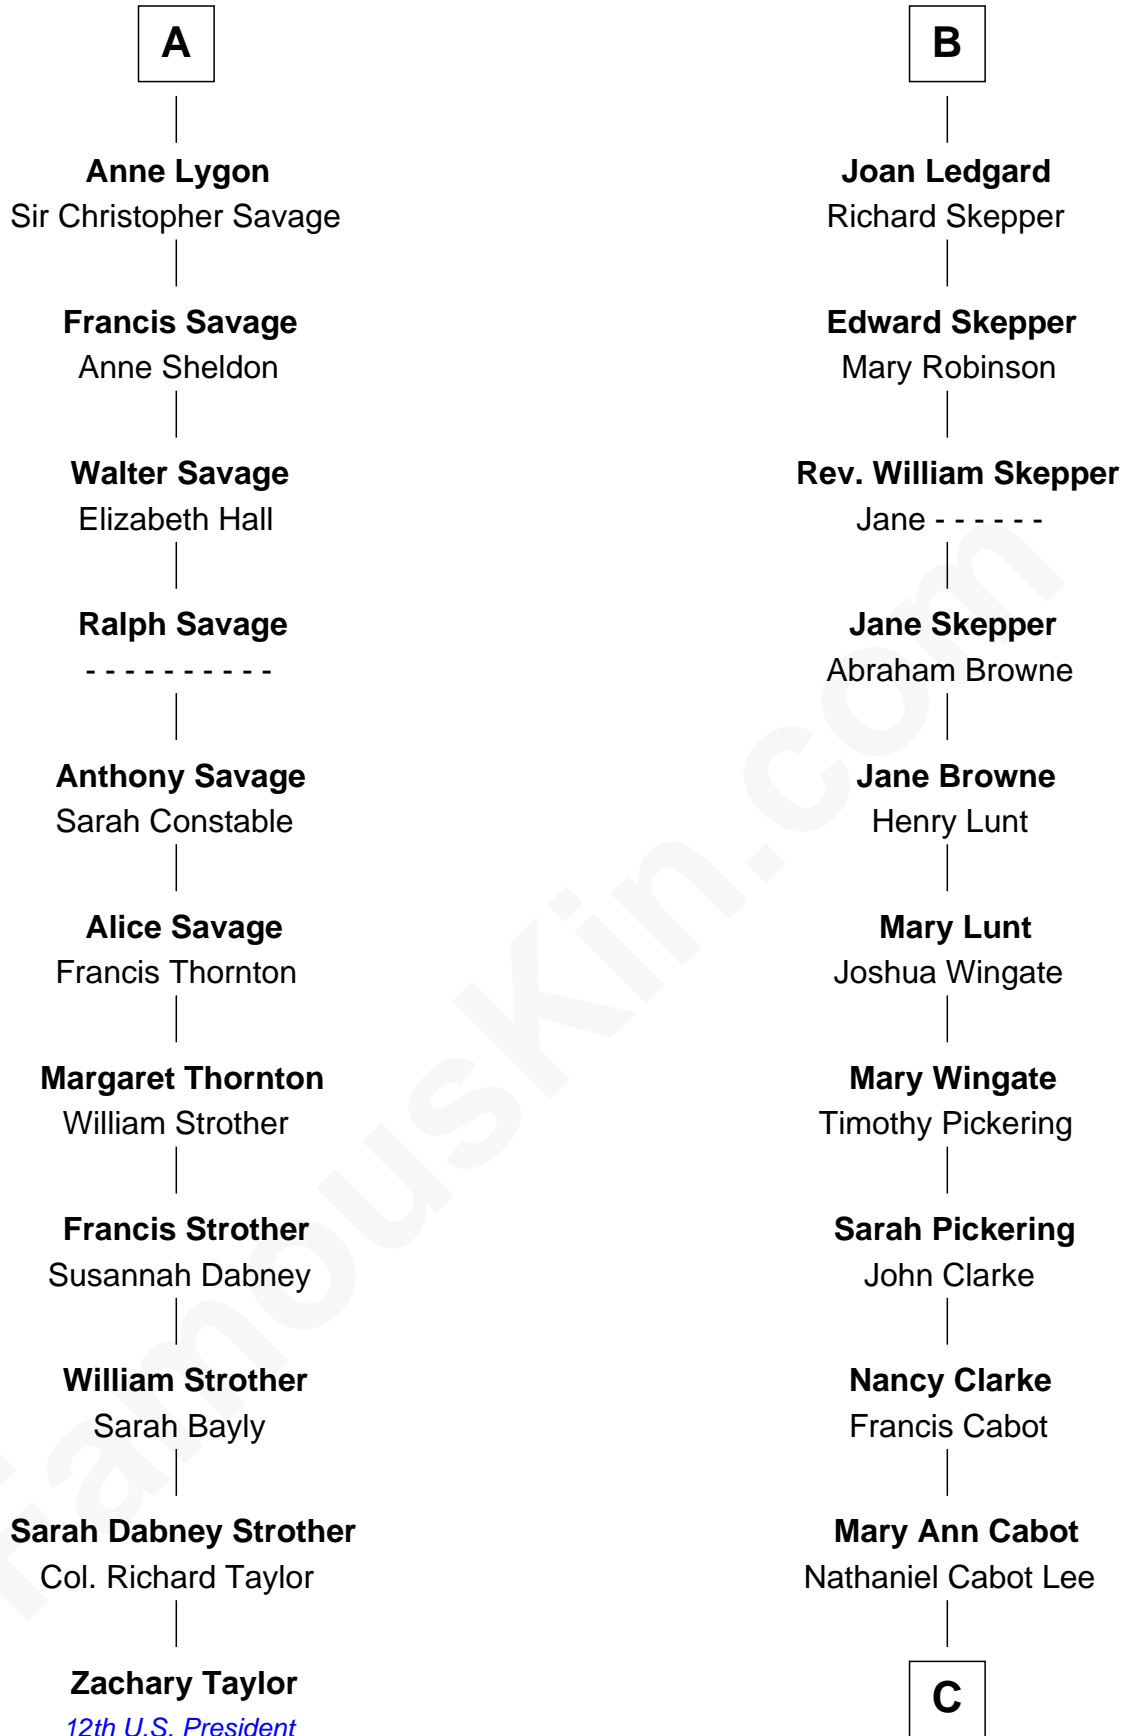 A
Anne Lygon
Sir Christopher Savage
Francis Savage
Anne Sheldon
Walter Savage
Elizabeth Hall
Ralph Savage
- - - - - - - - - -
Anthony Savage
Sarah Constable
Alice Savage
Francis Thornton
Margaret Thornton
William Strother
Francis Strother
Susannah Dabney
William Strother
Sarah Bayly
Sarah Dabney Strother
Col. Richard Taylor
Zachary Taylor
12th U.S. President
B
Joan Ledgard
Richard Skepper
Edward Skepper
Mary Robinson
Rev. William Skepper
Jane - - - - - -
Jane Skepper
Abraham Browne
Jane Browne
Henry Lunt
Mary Lunt
Joshua Wingate
Mary Wingate
Timothy Pickering
Sarah Pickering
John Clarke
Nancy Clarke
Francis Cabot
Mary Ann Cabot
Nathaniel Cabot Lee
C
famousKin.com